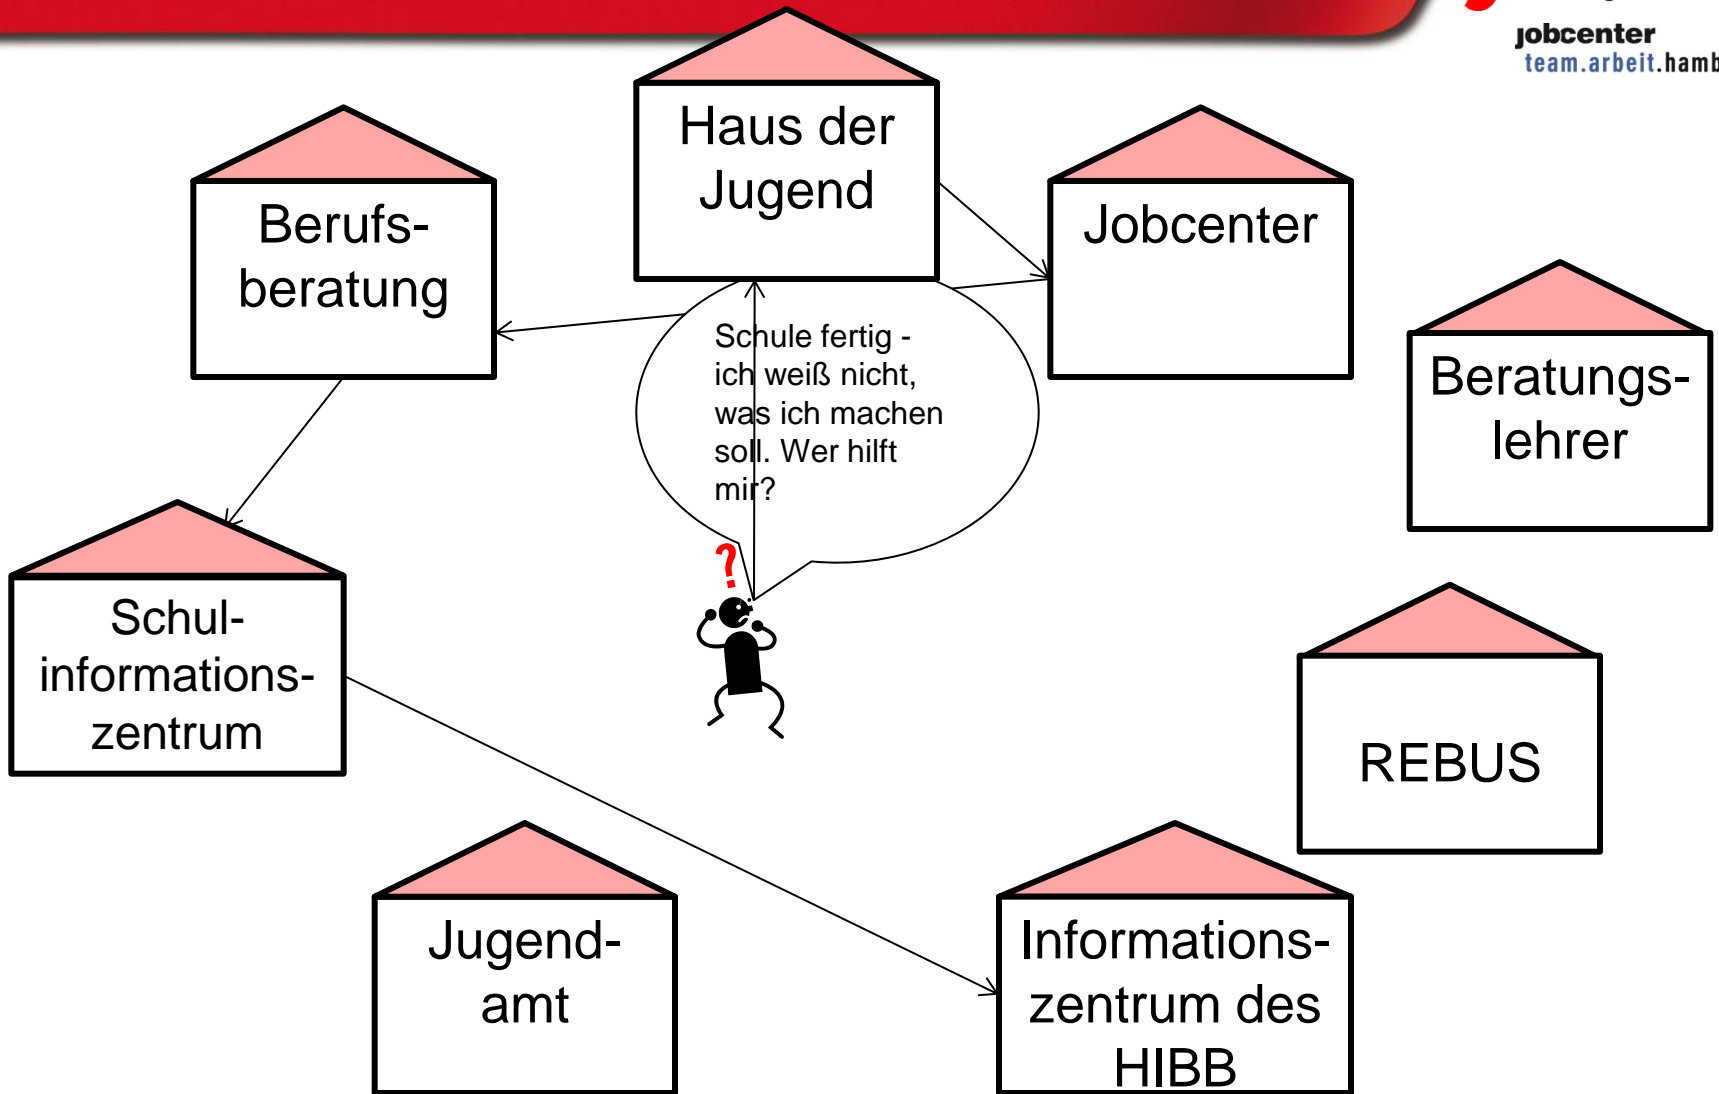 jobcenter
team.arbeit.hamb
Haus der
Jugend
Berufs-
beratung
Jobcenter
Beratungs-
lehrer
Schule fertig -
ich weiß nicht,
was ich machen
soll. Wer hilft
mir?
?
Schul-
informations-
zentrum
REBUS
Jugend-
amt
Informations-
zentrum des
HIBB